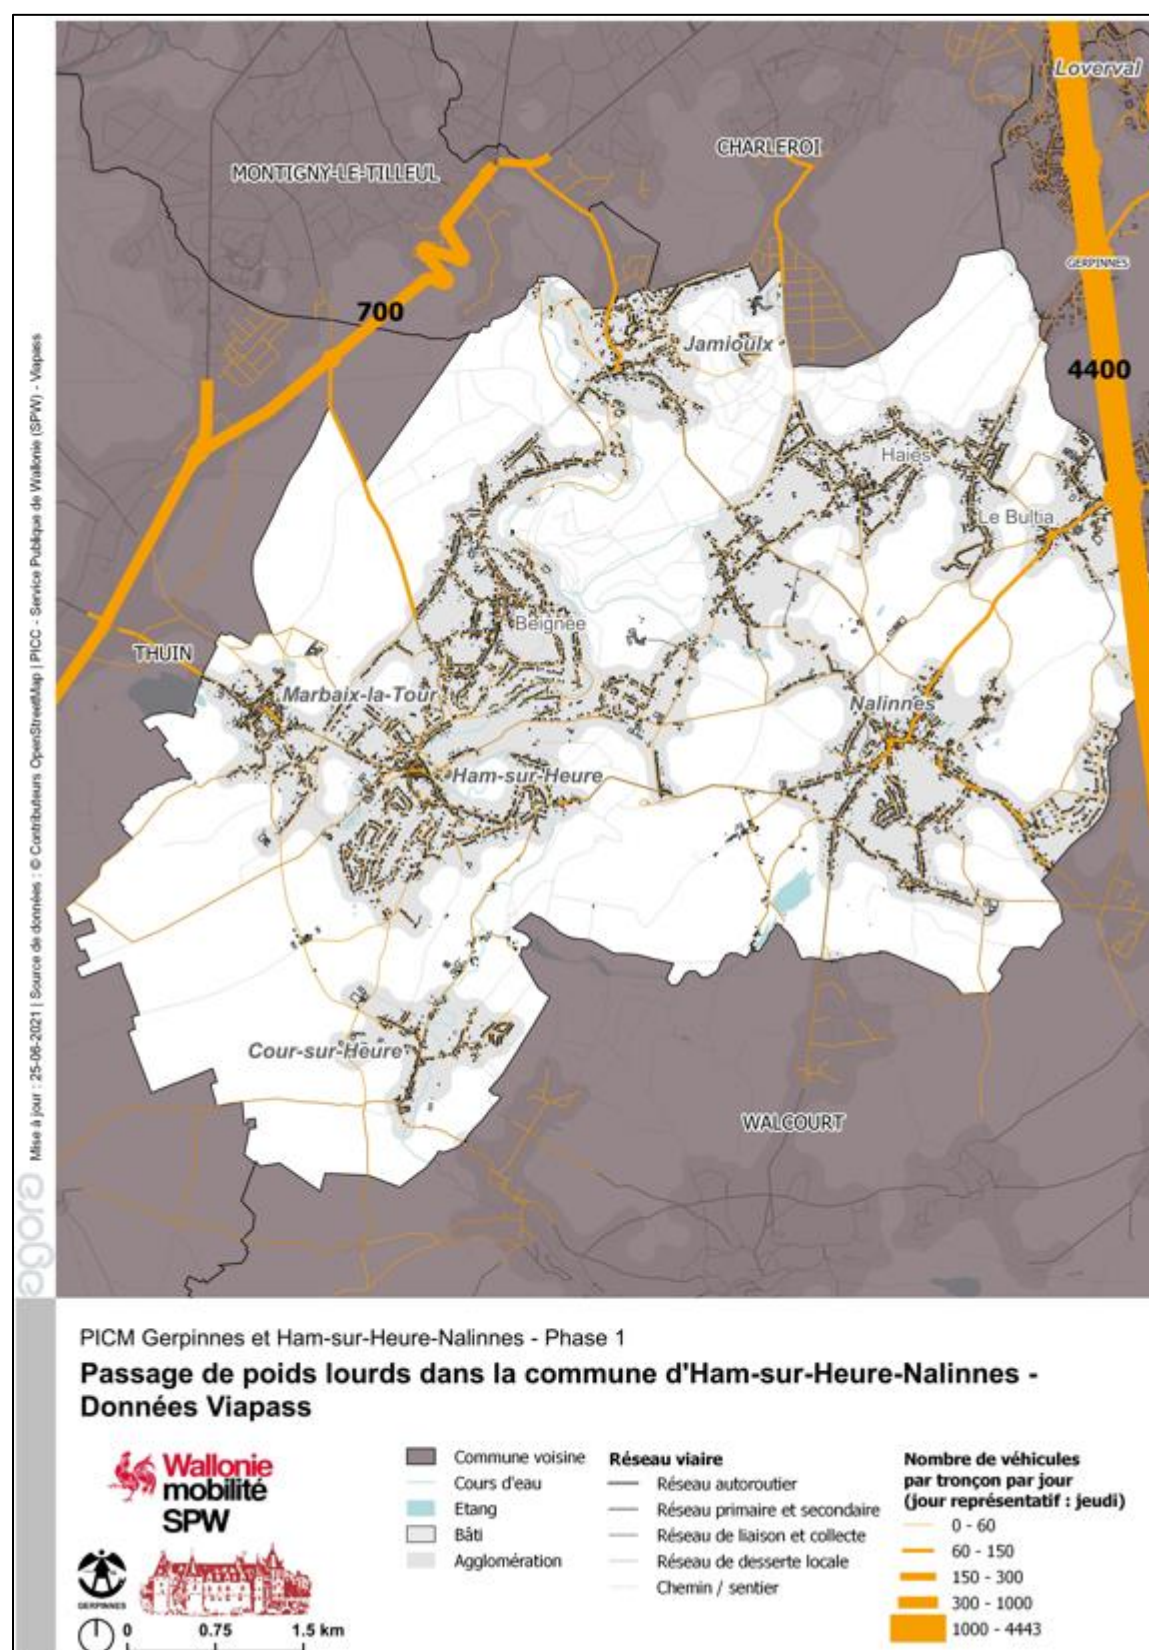 Loverval
CHARLEROI
MONTIGNY-LE-TILLEUL
GERPINNES
700
Jamioulx
4400
Haies
Le Bultia
Beignée
THUIN
Marbaix-la-Tour
Nalinnes
Ham-sur-Heure
Cour-sur-Heure
WALCOURT
Mise à jour : 25-06-2021 | Source de données : © Contributeurs OpenStreetMap | PICC - Service Publique de Wallonie (SPW) - Viapass
agora
PICM Gerpinnes et Ham-sur-Heure-Nalinnes - Phase 1
Passage de poids lourds dans la commune d'Ham-sur-Heure-Nalinnes -
Données Viapass
Wallonie
mobilité
SPW
GERPINNES
0 0.75 1.5 km
Commune voisine
Cours d'eau
Etang
Bâti
Agglomération
Réseau viaire
Réseau autoroutier
Réseau primaire et secondaire
Réseau de liaison et collecte
Réseau de desserte locale
Chemin / sentier
Nombre de véhicules
par tronçon par jour
(jour représentatif : jeudi)
0 - 60
60 - 150
150 - 300
300 - 1000
1000 - 4443